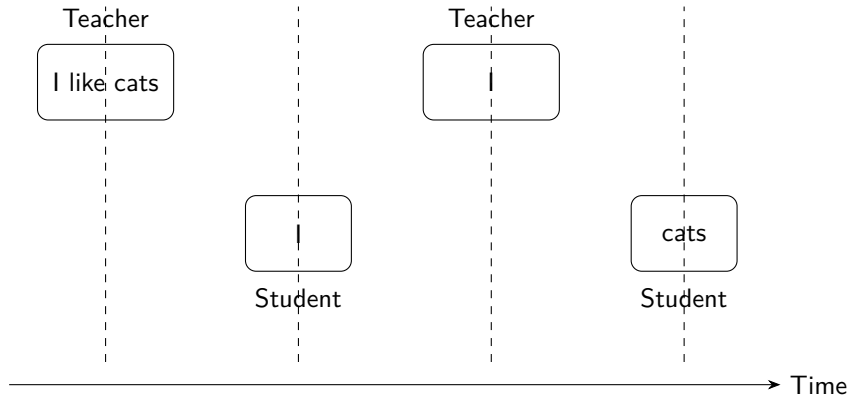 Teacher
I like cats
Teacher
I
I
Student
cats
Student
Time